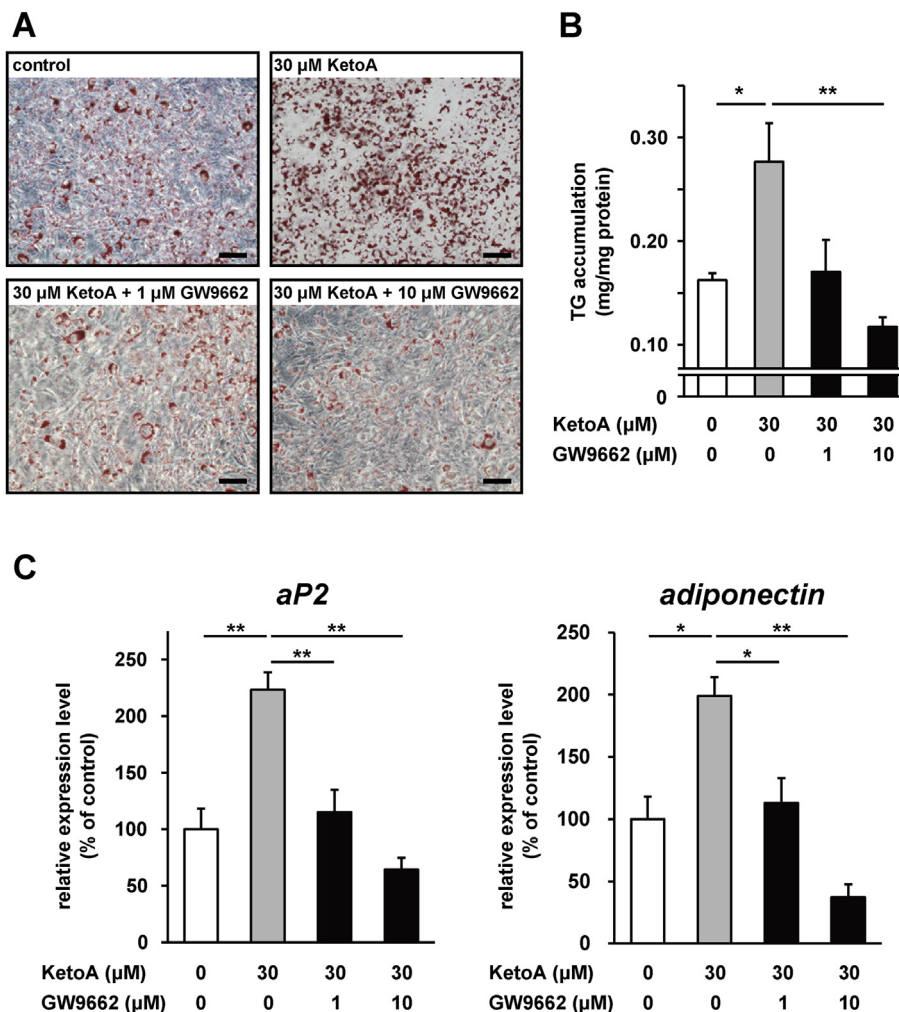 A
control
30 µM KetoA
30 µM KetoA + 1 µM GW9662
30 µM KetoA + 10 µM GW9662
B
TG accumulation
(mg/mg protein)
0.30
0.20
0.10
0
* **
KetoA (µM) 0 30 30 30
GW9662 (µM) 0 0 1 10
C
aP2
relative expression level
(% of control)
250
200
150
100
50
0
** **
**
KetoA (µM) 0 30 30 30
GW9662 (µM) 0 0 1 10
adiponectin
relative expression level
(% of control)
250
200
150
100
50
0
* **
*
KetoA (µM) 0 30 30 30
GW9662 (µM) 0 0 1 10